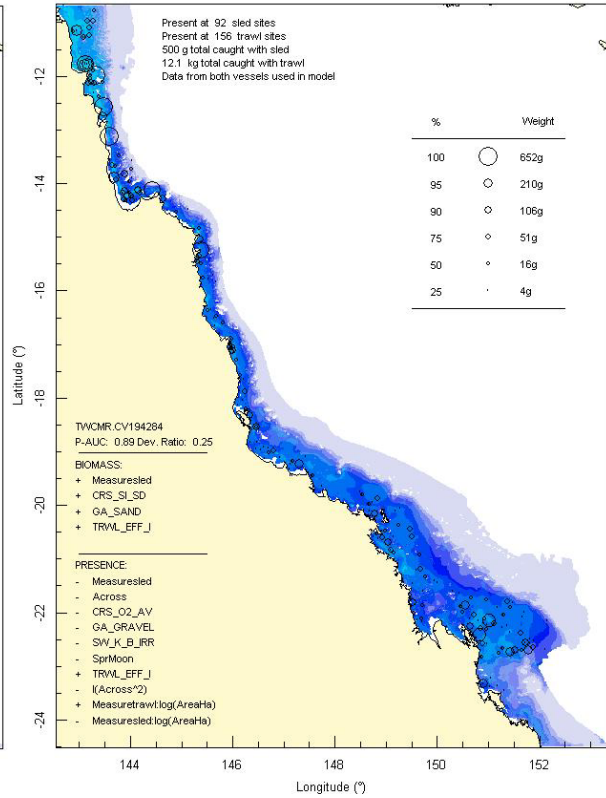 Present at 92 sled sites
Present at 156 trawl sites
500 g total caught with sled
12.1 kg total caught with trawl
Data from both vessels used in model
% Weight
100 652g
95 210g
90 106g
75 51g
50 16g
25 4g
-12
-14
-16
-18
-20
-22
-24
Latitude (°)
TWCMR.CV194284
P-AUC: 0.89 Dev. Ratio: 0.25
BIOMASS:
+ Measuresled
+ CRS_SI_SD
+ GA_SAND
+ TRWL_EFF_I
PRESENCE:
- Measuresled
- Across
- CRS_O2_AV
- GA_GRAVEL
- SW_K_B_IRR
- SprMoon
+ TRWL_EFF_I
- I(Across^2)
+ Measuretrawl:log(AreaHa)
- Measuresled:log(AreaHa)
144 146 148 150 152
Longitude (°)